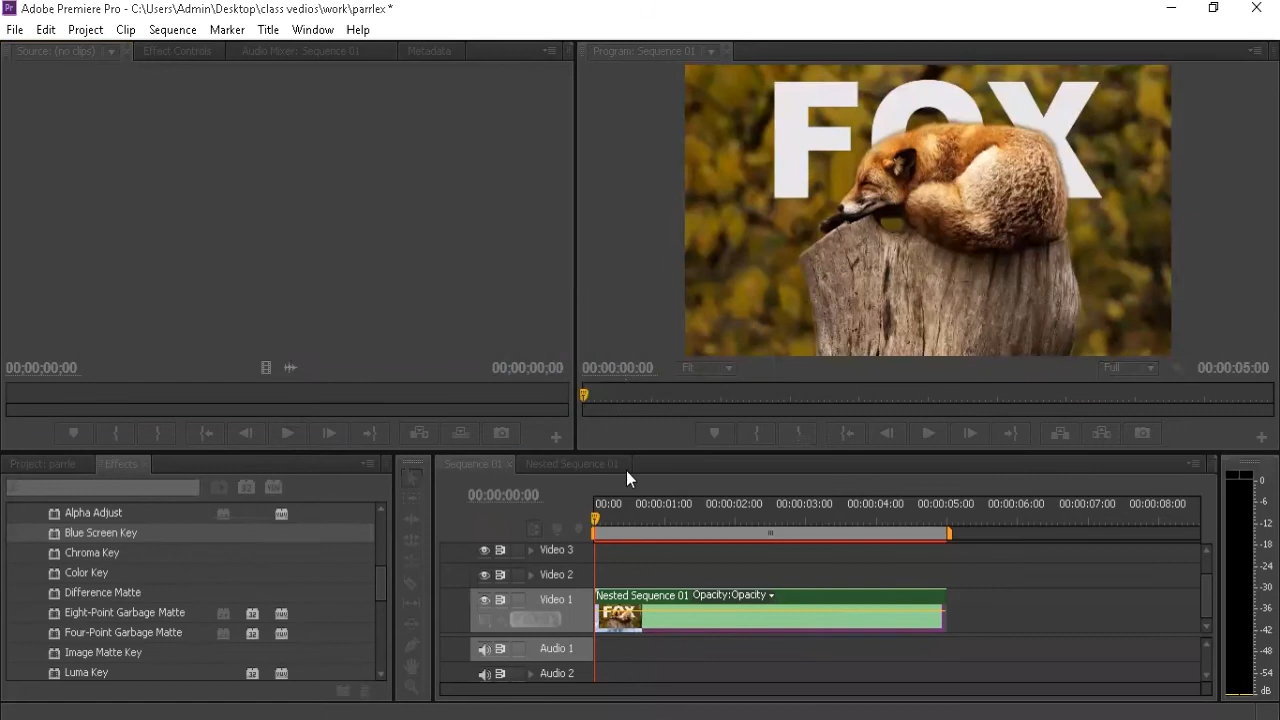 Pr Adobe Premiere Pro - C:\Users\Admin\Desktop\class vedios\work\parrlex *
File Edit Project Clip Sequence Marker Title Window Help
Source: (no clips) Effect Controls Audio Mixer: Sequence 01 Metadata
Program: Sequence 01
FOX
00;00;00;00 00;00;00;00
00:00:00:00 Fit Full 00:00:05:00
Project: parrle Effects
Alpha Adjust
Blue Screen Key
Chroma Key
Color Key
Difference Matte
Eight-Point Garbage Matte
Four-Point Garbage Matte
Image Matte Key
Luma Key
Sequence 01 Nested Sequence 01
00:00:00:00
00:00 00:00:01:00 00:00:02:00 00:00:03:00 00:00:04:00 00:00:05:00 00:00:06:00 00:00:07:00 00:00:08:00
Video 3
Video 2
Video 1 Nested Sequence 01 Opacity:Opacity
FOX
Audio 1
Audio 2
0
-6
-12
-18
-24
-30
-36
-42
-48
-54
dB